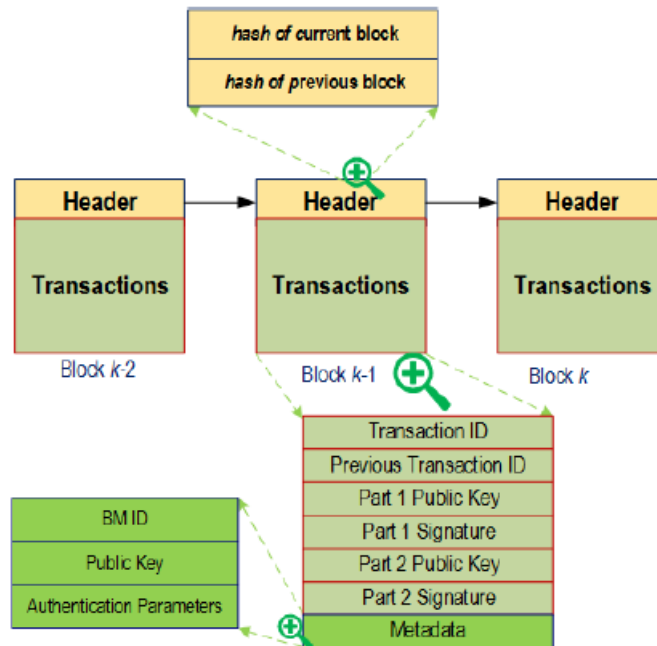 hash of current block
hash of previous block
Header
Header
Header
Transactions
Transactions
Transactions
Block k-2
Block k-1
Block k
Transaction ID
Previous Transaction ID
Part 1 Public Key
Part 1 Signature
Part 2 Public Key
Part 2 Signature
Metadata
BM ID
Public Key
Authentication Parameters